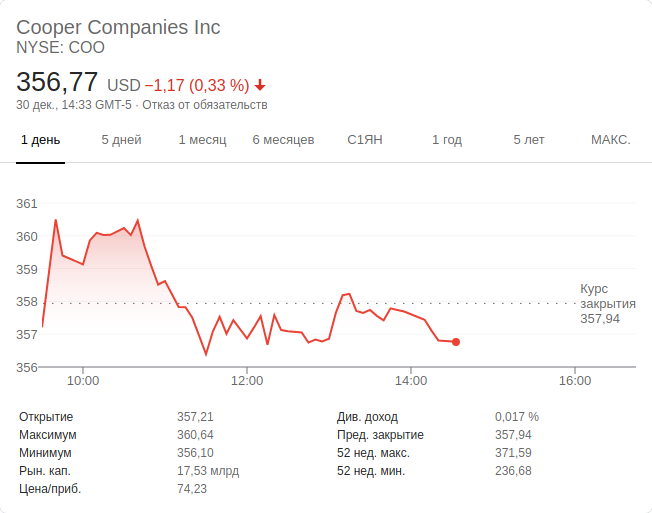 Cooper Companies Inc
NYSE: COO
356,77 USD −1,17 (0,33 %)
30 дек., 14:33 GMT-5 · Отказ от обязательств
1 день 5 дней 1 месяц 6 месяцев С1ЯН 1 год 5 лет МАКС.
361
360
359
358
357
356
Курс
закрытия
357,94
10:00 12:00 14:00 16:00
Открытие 357,21 Див. доход 0,017 %
Максимум 360,64 Пред. закрытие 357,94
Минимум 356,10 52 нед. макс. 371,59
Рын. кап. 17,53 млрд 52 нед. мин. 236,68
Цена/приб. 74,23